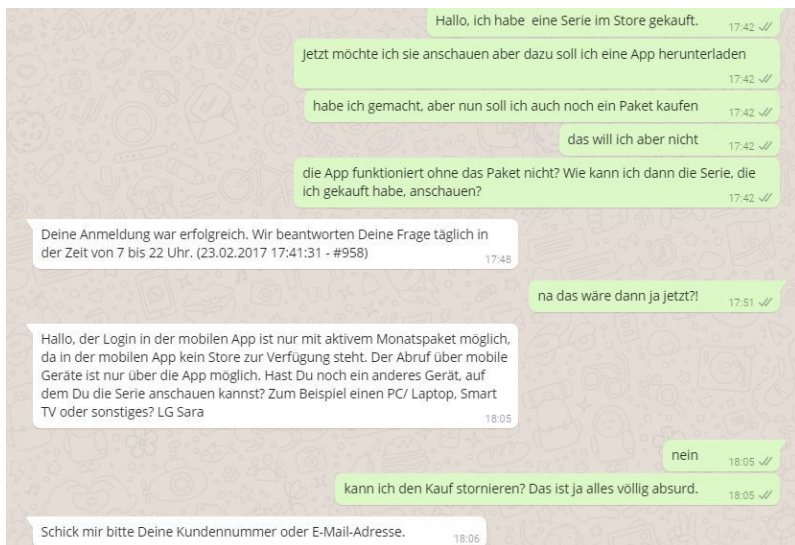 Hallo, ich habe eine Serie im Store gekauft.
17:42
Jetzt möchte ich sie anschauen aber dazu soll ich eine App herunterladen
17:42
habe ich gemacht, aber nun soll ich auch noch ein Paket kaufen
17:42
das will ich aber nicht
17:42
die App funktioniert ohne das Paket nicht? Wie kann ich dann die Serie, die
ich gekauft habe, anschauen?
17:42
Deine Anmeldung war erfolgreich. Wir beantworten Deine Frage täglich in
der Zeit von 7 bis 22 Uhr. (23.02.2017 17:41:31 - #958)
17:48
na das wäre dann ja jetzt?!
17:51
Hallo, der Login in der mobilen App ist nur mit aktivem Monatspaket möglich,
da in der mobilen App kein Store zur Verfügung steht. Der Abruf über mobile
Geräte ist nur über die App möglich. Hast Du noch ein anderes Gerät, auf
dem Du die Serie anschauen kannst? Zum Beispiel einen PC/ Laptop, Smart
TV oder sonstiges? LG Sara
18:05
nein
18:05
kann ich den Kauf stornieren? Das ist ja alles völlig absurd.
18:05
Schick mir bitte Deine Kundennummer oder E-Mail-Adresse.
18:06